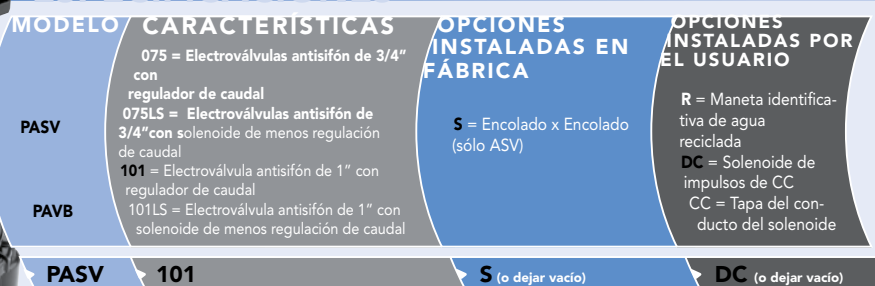 MODELO
PASV
PAVB
CARACTERÍSTICAS
075 = Electroválvulas antisifón de 3/4"
con
regulador de caudal
075LS = Electroválvulas antisifón de
3/4"con solenoide de menos regulación
de caudal
101 = Electroválvula antisifón de 1" con
regulador de caudal
101LS = Electroválvula antisifón de 1" con
solenoide de menos regulación de caudal
OPCIONES
INSTALADAS EN
FÁBRICA
S = Encolado x Encolado
(sólo ASV)
OPCIONES
INSTALADAS POR
EL USUARIO
R = Maneta identifica-
tiva de agua
reciclada
DC = Solenoide de
impulsos de CC
CC = Tapa del con-
ducto del solenoide
PASV
101
S (o dejar vacío)
DC (o dejar vacío)